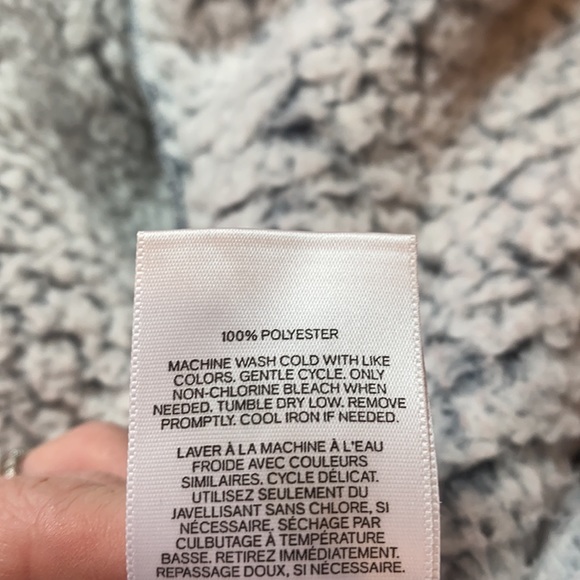 100% POLYESTER
MACHINE WASH COLD WITH LIKE
COLORS. GENTLE CYCLE. ONLY
NON-CHLORINE BLEACH WHEN
NEEDED. TUMBLE DRY LOW. REMOVE
PROMPTLY. COOL IRON IF NEEDED.
LAVER À LA MACHINE À L'EAU
FROIDE AVEC COULEURS
SIMILAIRES. CYCLE DÉLICAT.
UTILISEZ SEULEMENT DU
JAVELLISANT SANS CHLORE, SI
NÉCESSAIRE. SÉCHAGE PAR
CULBUTAGE À TEMPÉRATURE
BASSE. RETIREZ IMMÉDIATEMENT.
REPASSAGE DOUX, SI NÉCESSAIRE.